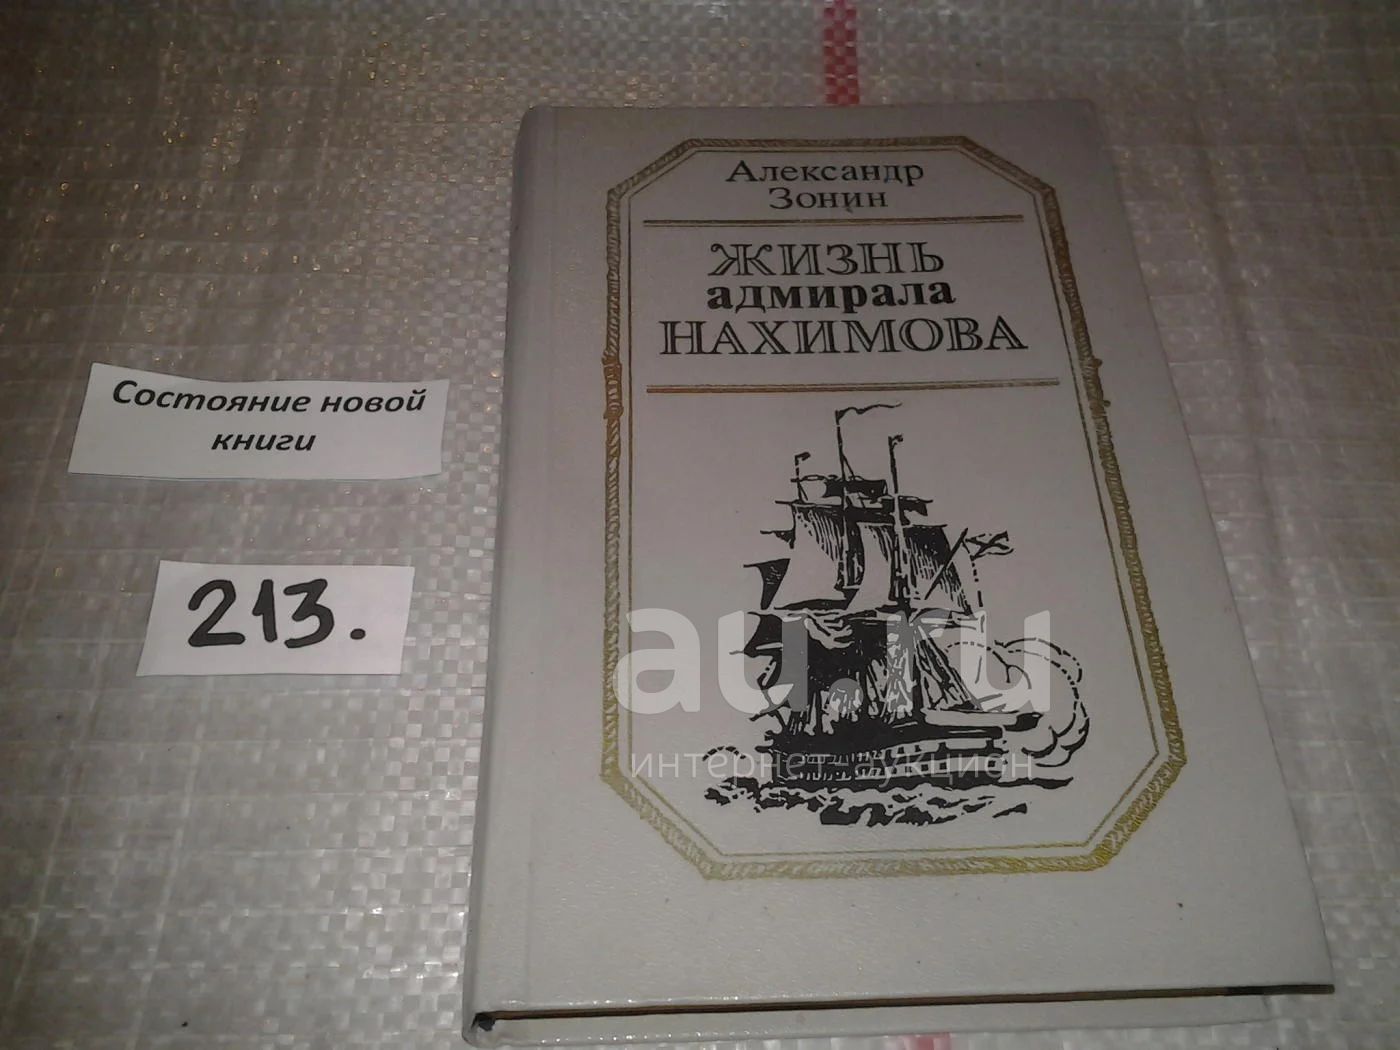 Александр
Зонин
ЖИЗНЬ
адмирала
НАХИМОВА
Состояние новой
книги
213.
au.ru
интернет-аукцион